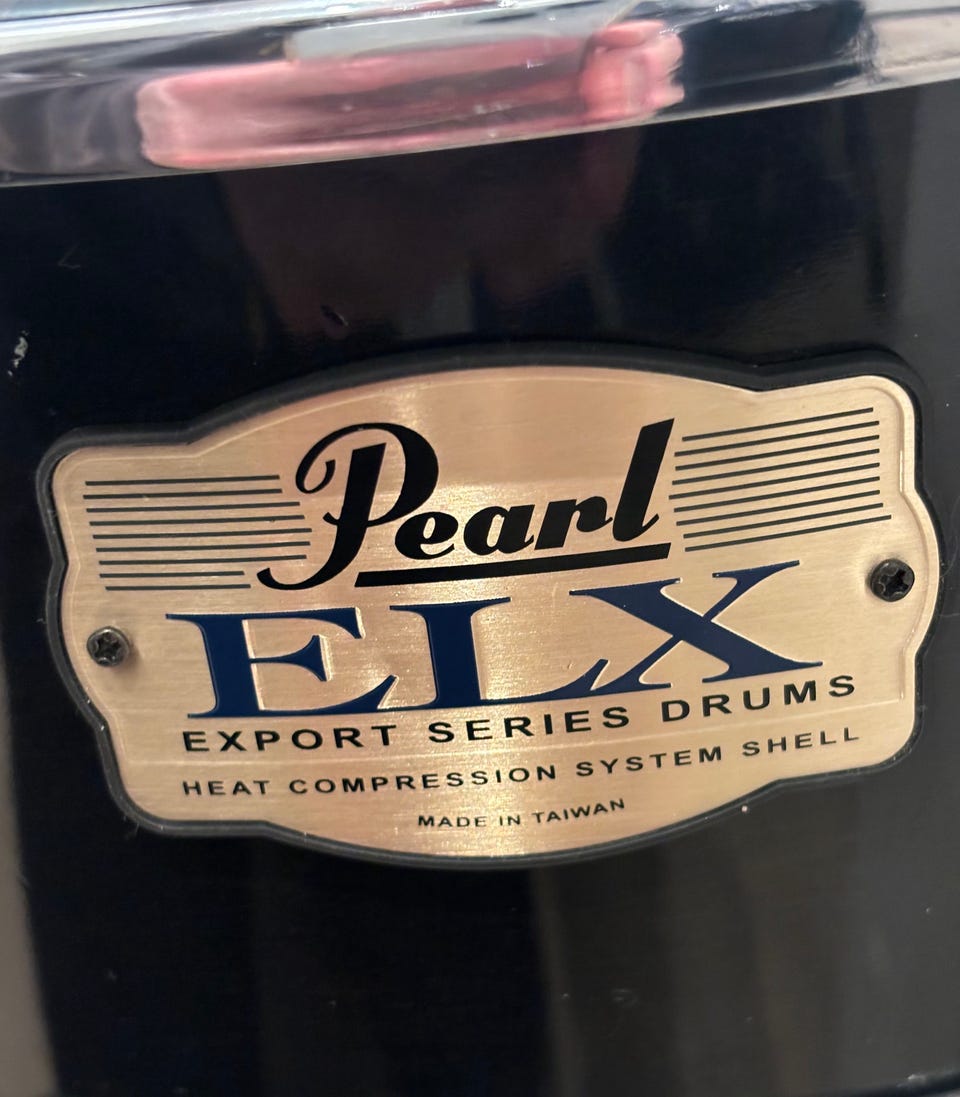 Pearl
ELX
EXPORT SERIES DRUMS
HEAT COMPRESSION SYSTEM SHELL
MADE IN TAIWAN